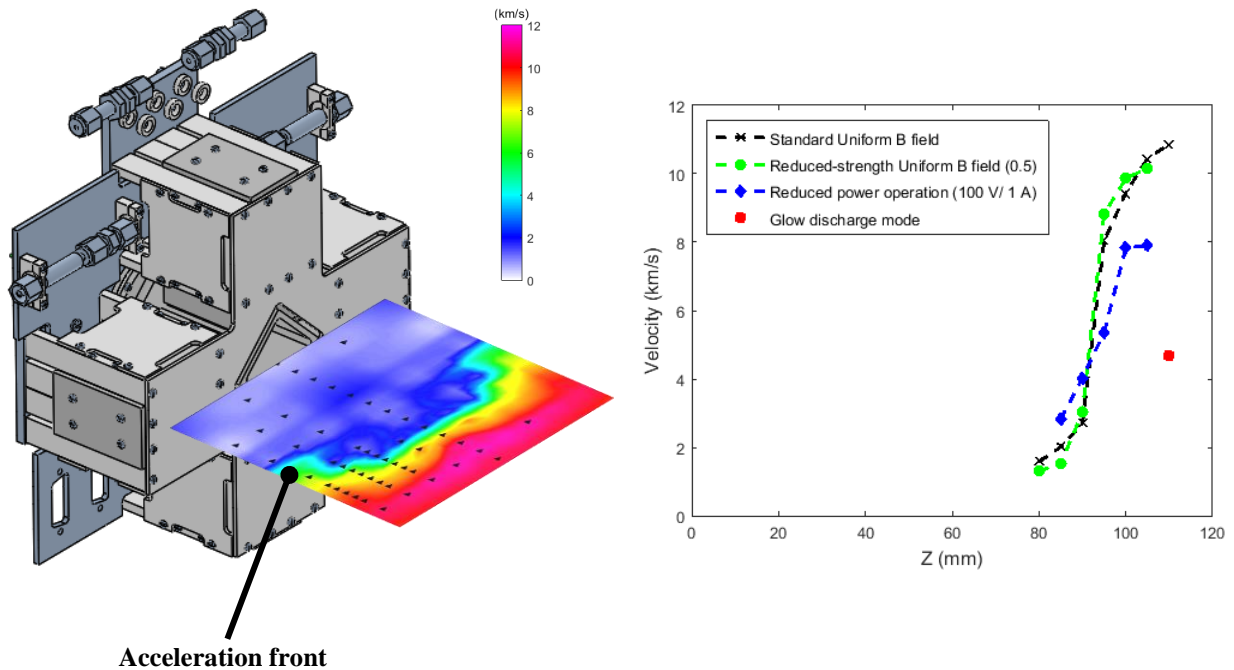 (km/s)
12
10
8
6
4
2
0
Acceleration front
12
10
8
6
4
2
0
Velocity (km/s)
Standard Uniform B field
Reduced-strength Uniform B field (0.5)
Reduced power operation (100 V/ 1 A)
Glow discharge mode
0 20 40 60 80 100 120
Z (mm)